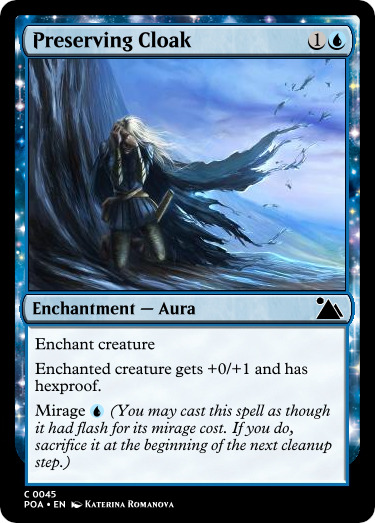 Preserving Cloak 1
Enchantment — Aura
Enchant creature
Enchanted creature gets +0/+1 and has
hexproof.
Mirage (You may cast this spell as though
it had flash for its mirage cost. If you do,
sacrifice it at the beginning of the next cleanup
step.)
C 0045
POA • EN Katerina Romanova